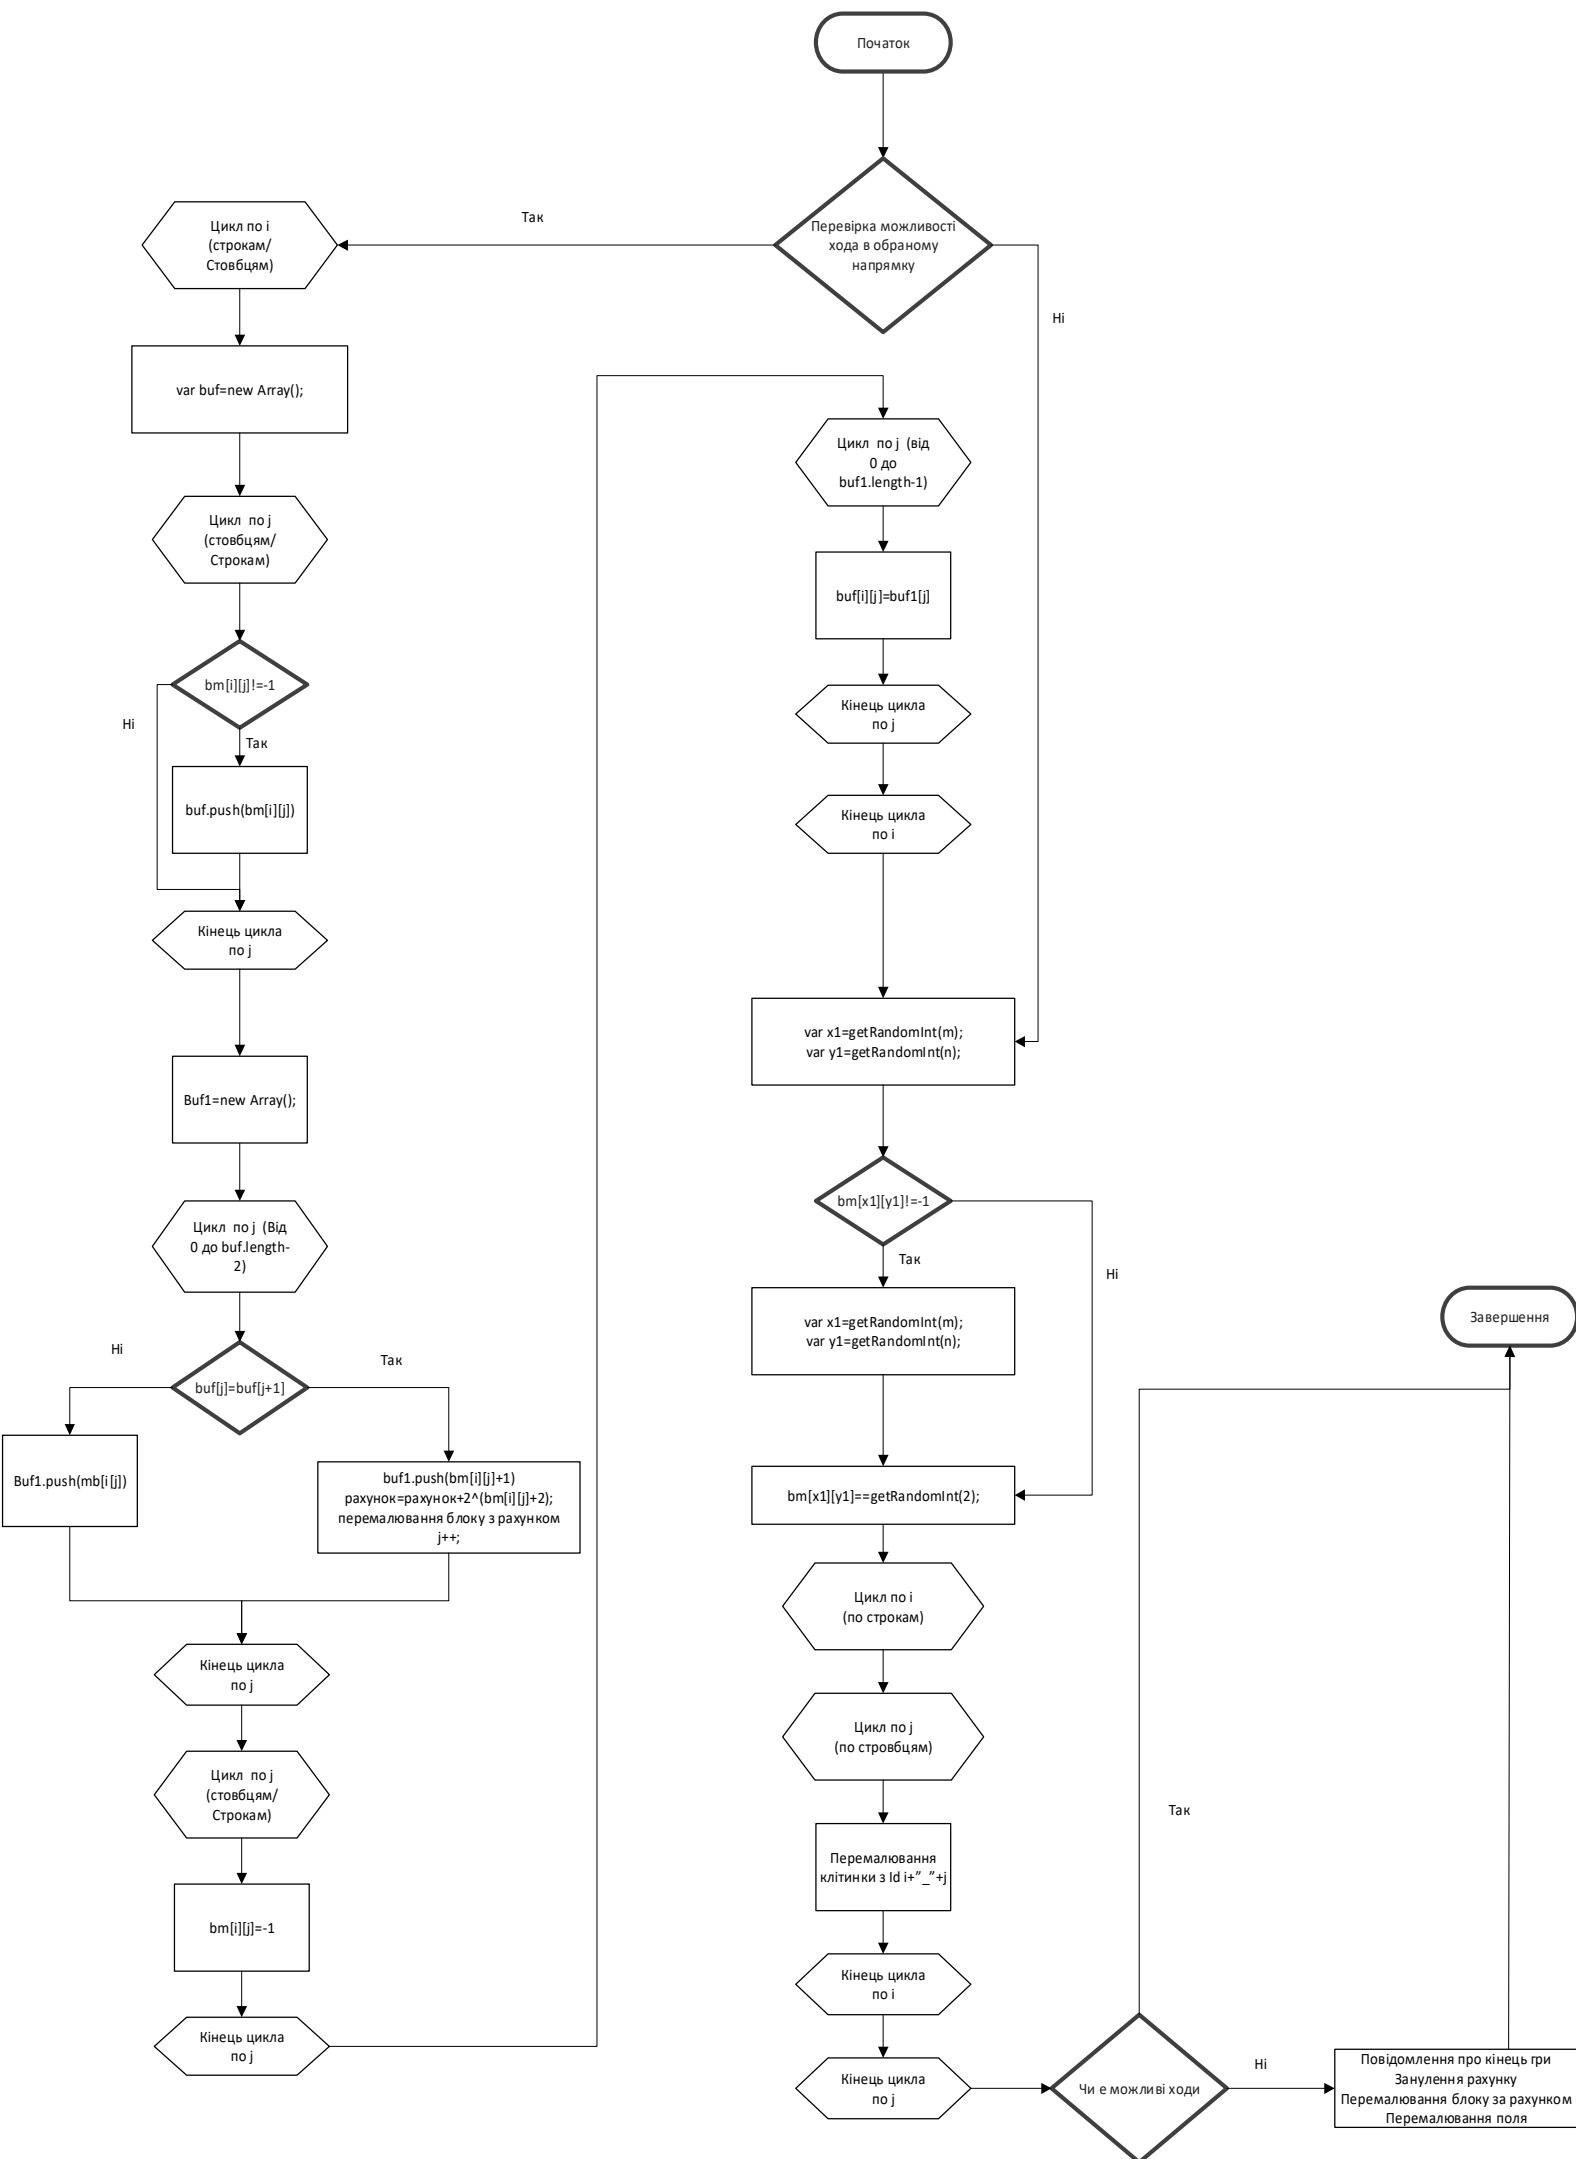 Початок
Перевірка можливості
хода в обраному
напрямку
Так
Ні
Цикл по i
(строкам/
Стовбцям)
var buf=new Array();
Цикл по j
(стовбцям/
Строкам)
bm[i][j]!=-1
Ні
Так
buf.push(bm[i][j])
Кінець цикла
по j
Buf1=new Array();
Цикл по j (Від
0 до buf.length-
2)
buf[j]=buf[j+1]
Ні
Так
Buf1.push(mb[i[j])
buf1.push(bm[i][j]+1)
рахунок=рахунок+2^(bm[i][j]+2);
перемалювання блоку з рахунком
j++;
Кінець цикла
по j
Цикл по j
(стовбцям/
Строкам)
bm[i][j]=-1
Кінець цикла
по j
Цикл по j (від
0 до
buf1.length-1)
buf[i][j]=buf1[j]
Кінець цикла
по j
Кінець цикла
по i
var x1=getRandomInt(m);
var y1=getRandomInt(n);
bm[x1][y1]!=-1
Так
Ні
var x1=getRandomInt(m);
var y1=getRandomInt(n);
bm[x1][y1]==getRandomInt(2);
Цикл по i
(по строкам)
Цикл по j
(по стровбцям)
Перемалювання
клітинки з Id i+”_”+j
Кінець цикла
по i
Кінець цикла
по j
Чи е можливі ходи
Так
Ні
Повідомлення про кінець гри
Занулення рахунку
Перемалювання блоку за рахунком
Перемалювання поля
Завершення